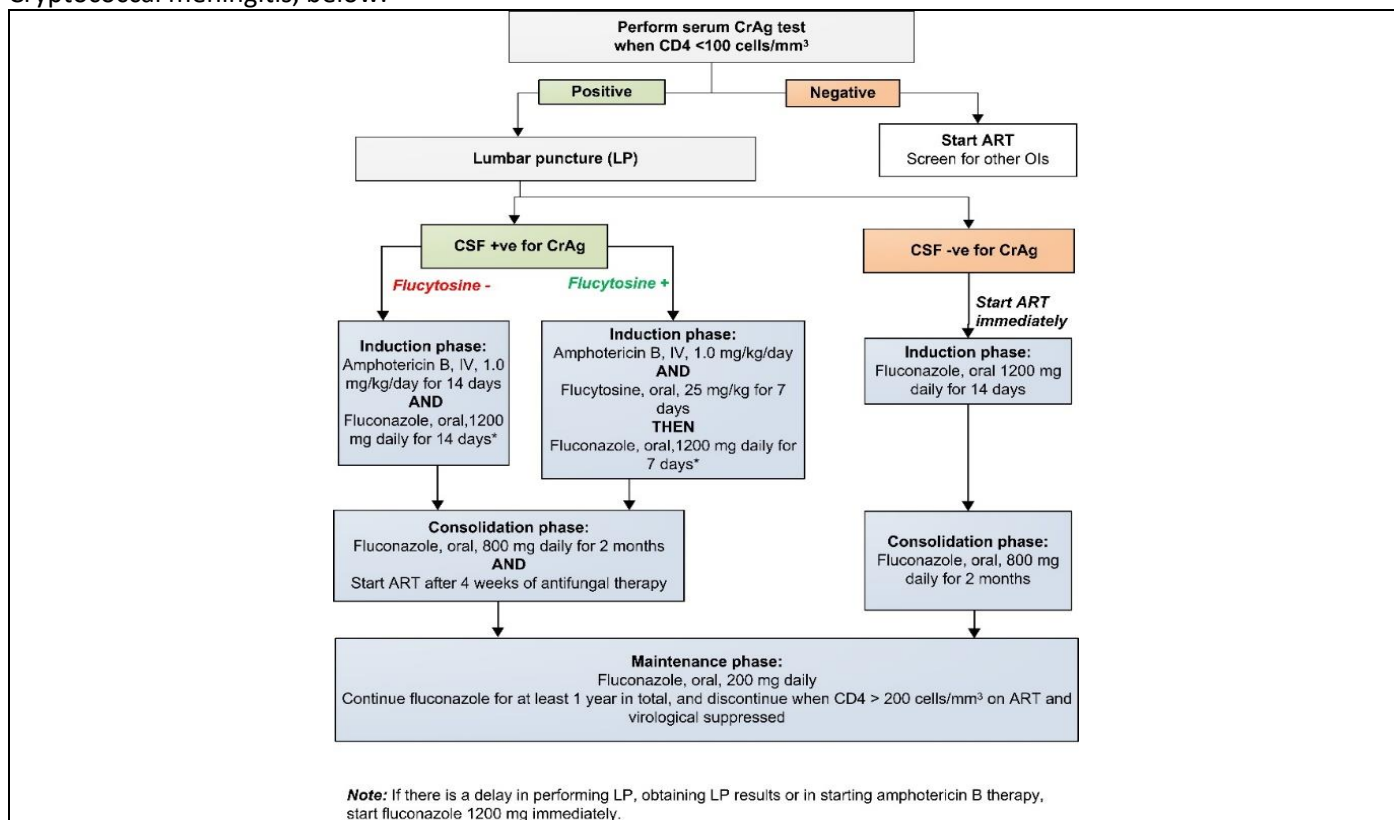 Cryptococcal meningitis, below:
Perform serum CrAg test
when CD4 <100 cells/mm³
Positive
Negative
Start ART
Screen for other OIs
Lumbar puncture (LP)
CSF +ve for CrAg
CSF -ve for CrAg
Flucytosine -
Flucytosine +
Start ART
immediately
Induction phase:
Amphotericin B, IV, 1.0
mg/kg/day for 14 days
AND
Fluconazole, oral,1200
mg daily for 14 days*
Induction phase:
Amphotericin B, IV, 1.0 mg/kg/day
AND
Flucytosine, oral, 25 mg/kg for 7
days
THEN
Fluconazole, oral,1200 mg daily for
7 days*
Induction phase:
Fluconazole, oral 1200 mg
daily for 14 days
Consolidation phase:
Fluconazole, oral, 800 mg daily for 2 months
AND
Start ART after 4 weeks of antifungal therapy
Consolidation phase:
Fluconazole, oral, 800 mg
daily for 2 months
Maintenance phase:
Fluconazole, oral, 200 mg daily
Continue fluconazole for at least 1 year in total, and discontinue when CD4 > 200 cells/mm³ on ART and
virological suppressed
Note: If there is a delay in performing LP, obtaining LP results or in starting amphotericin B therapy,
start fluconazole 1200 mg immediately.